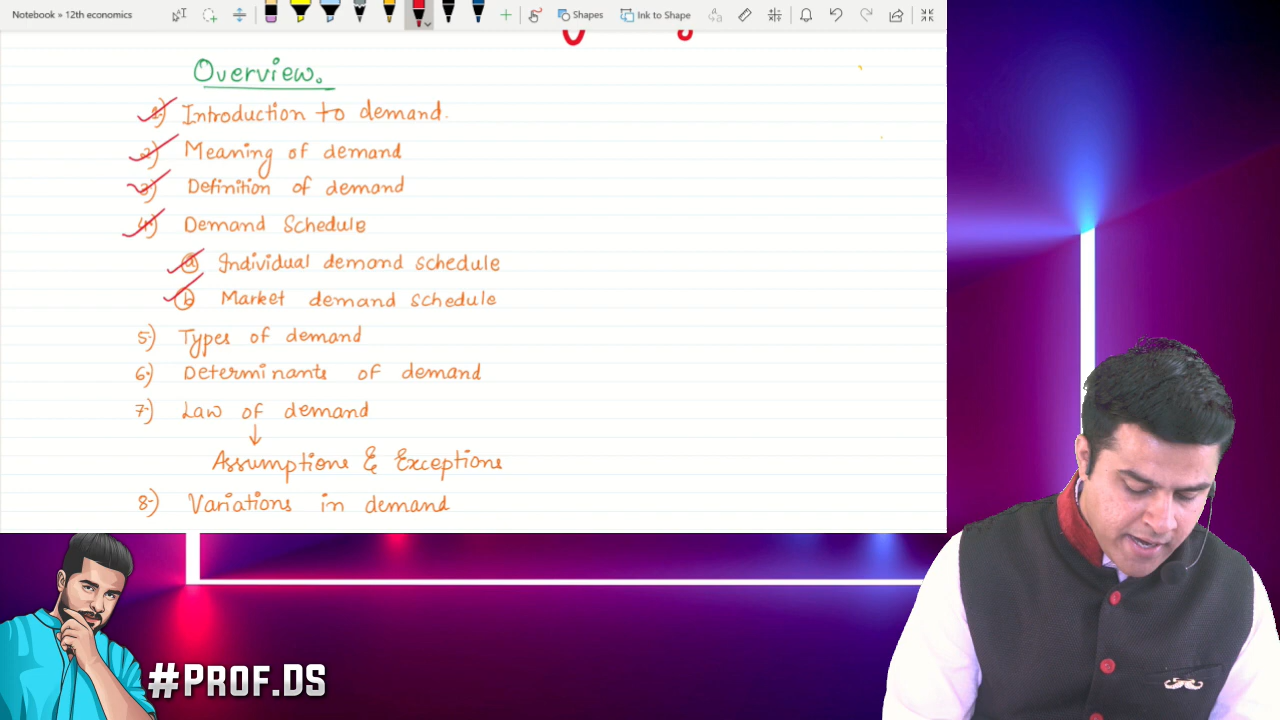 Notebook » 12th economics
Shapes
Ink to Shape
Overview.
1) Introduction to demand.
2) Meaning of demand
3) Definition of demand
4) Demand Schedule
a Individual demand schedule
b Market demand schedule
5) Types of demand
6) Determinants of demand
7) Law of demand
↓
Assumptions & Exceptions
8) Variations in demand
#PROF.DS